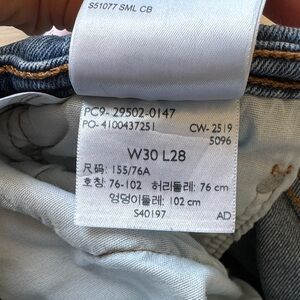 S51077 SML CB
PC9- 29502-0147
PO- 4100437251 CW- 2519
5096
W30 L28
尺码: 155/76A
호칭: 76-102 허리둘레: 76 cm
엉덩이둘레: 102 cm
S40197 AD